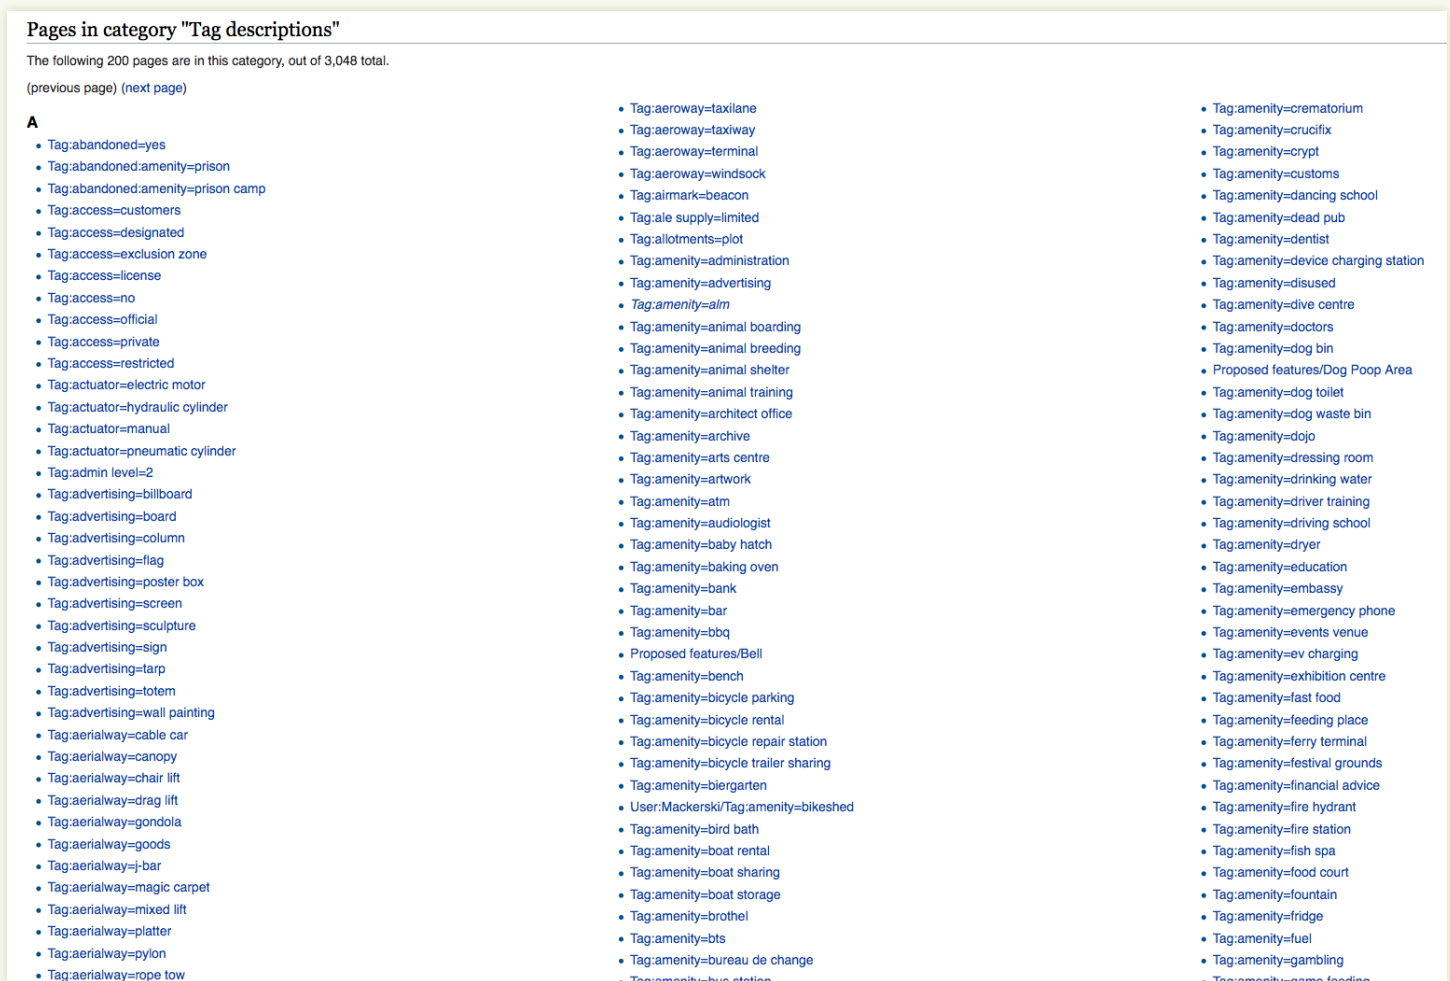 Pages in category "Tag descriptions"
The following 200 pages are in this category, out of 3,048 total.
(previous page) (next page)
A
Tag:abandoned=yes
Tag:abandoned:amenity=prison
Tag:abandoned:amenity=prison camp
Tag:access=customers
Tag:access=designated
Tag:access=exclusion zone
Tag:access=license
Tag:access=no
Tag:access=official
Tag:access=private
Tag:access=restricted
Tag:actuator=electric motor
Tag:actuator=hydraulic cylinder
Tag:actuator=manual
Tag:actuator=pneumatic cylinder
Tag:admin level=2
Tag:advertising=billboard
Tag:advertising=board
Tag:advertising=column
Tag:advertising=flag
Tag:advertising=poster box
Tag:advertising=screen
Tag:advertising=sculpture
Tag:advertising=sign
Tag:advertising=tarp
Tag:advertising=totem
Tag:advertising=wall painting
Tag:aerialway=cable car
Tag:aerialway=canopy
Tag:aerialway=chair lift
Tag:aerialway=drag lift
Tag:aerialway=gondola
Tag:aerialway=goods
Tag:aerialway=j-bar
Tag:aerialway=magic carpet
Tag:aerialway=mixed lift
Tag:aerialway=platter
Tag:aerialway=pylon
Tag:aerialway=rope tow
Tag:aeroway=taxilane
Tag:aeroway=taxiway
Tag:aeroway=terminal
Tag:aeroway=windsock
Tag:airmark=beacon
Tag:ale supply=limited
Tag:allotments=plot
Tag:amenity=administration
Tag:amenity=advertising
Tag:amenity=alm
Tag:amenity=animal boarding
Tag:amenity=animal breeding
Tag:amenity=animal shelter
Tag:amenity=animal training
Tag:amenity=architect office
Tag:amenity=archive
Tag:amenity=arts centre
Tag:amenity=artwork
Tag:amenity=atm
Tag:amenity=audiologist
Tag:amenity=baby hatch
Tag:amenity=baking oven
Tag:amenity=bank
Tag:amenity=bar
Tag:amenity=bbq
Proposed features/Bell
Tag:amenity=bench
Tag:amenity=bicycle parking
Tag:amenity=bicycle rental
Tag:amenity=bicycle repair station
Tag:amenity=bicycle trailer sharing
Tag:amenity=biergarten
User:Mackerski/Tag:amenity=bikeshed
Tag:amenity=bird bath
Tag:amenity=boat rental
Tag:amenity=boat sharing
Tag:amenity=boat storage
Tag:amenity=brothel
Tag:amenity=bts
Tag:amenity=bureau de change
Tag:amenity=bus station
Tag:amenity=crematorium
Tag:amenity=crucifix
Tag:amenity=crypt
Tag:amenity=customs
Tag:amenity=dancing school
Tag:amenity=dead pub
Tag:amenity=dentist
Tag:amenity=device charging station
Tag:amenity=disused
Tag:amenity=dive centre
Tag:amenity=doctors
Tag:amenity=dog bin
Proposed features/Dog Poop Area
Tag:amenity=dog toilet
Tag:amenity=dog waste bin
Tag:amenity=dojo
Tag:amenity=dressing room
Tag:amenity=drinking water
Tag:amenity=driver training
Tag:amenity=driving school
Tag:amenity=dryer
Tag:amenity=education
Tag:amenity=embassy
Tag:amenity=emergency phone
Tag:amenity=events venue
Tag:amenity=ev charging
Tag:amenity=exhibition centre
Tag:amenity=fast food
Tag:amenity=feeding place
Tag:amenity=ferry terminal
Tag:amenity=festival grounds
Tag:amenity=financial advice
Tag:amenity=fire hydrant
Tag:amenity=fire station
Tag:amenity=fish spa
Tag:amenity=food court
Tag:amenity=fountain
Tag:amenity=fridge
Tag:amenity=fuel
Tag:amenity=gambling
Tag:amenity=game feeding